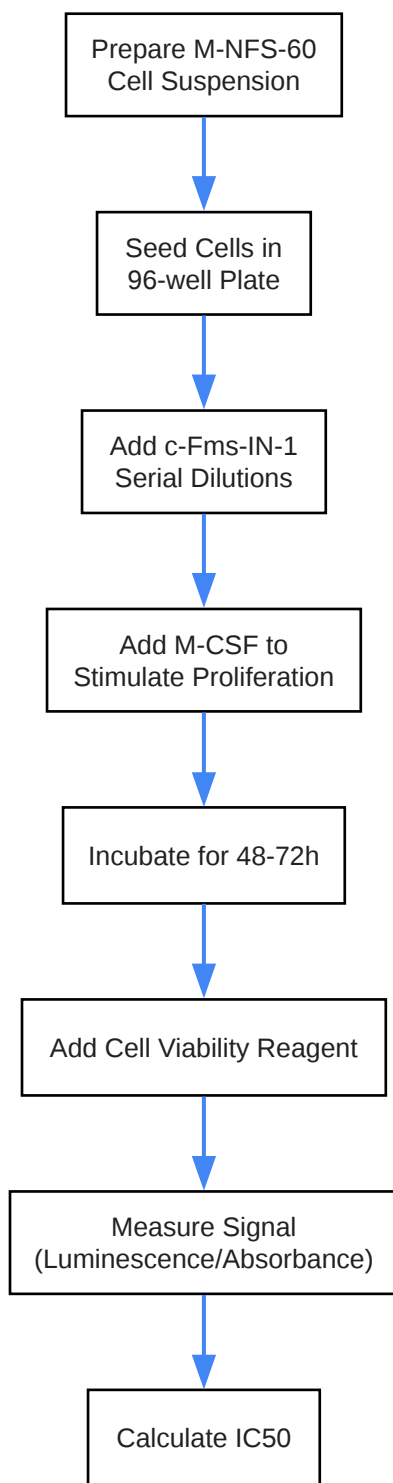 Prepare M-NFS-60
Cell Suspension
Seed Cells in
96-well Plate
Add c-Fms-IN-1
Serial Dilutions
Add M-CSF to
Stimulate Proliferation
Incubate for 48-72h
Add Cell Viability Reagent
Measure Signal
(Luminescence/Absorbance)
Calculate IC50